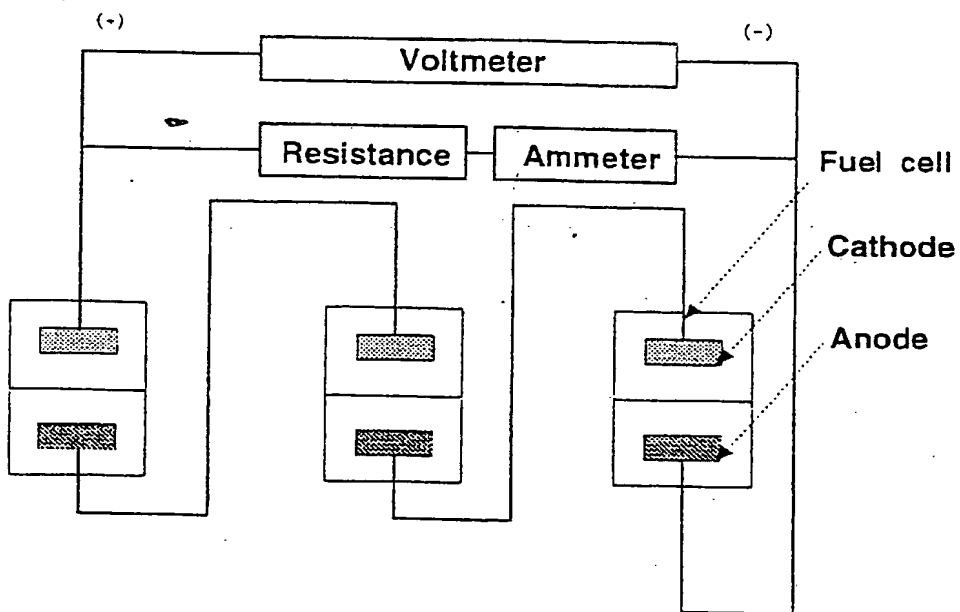 (+)
(-)
Voltmeter
Resistance
Ammeter
Fuel cell
Cathode
Anode